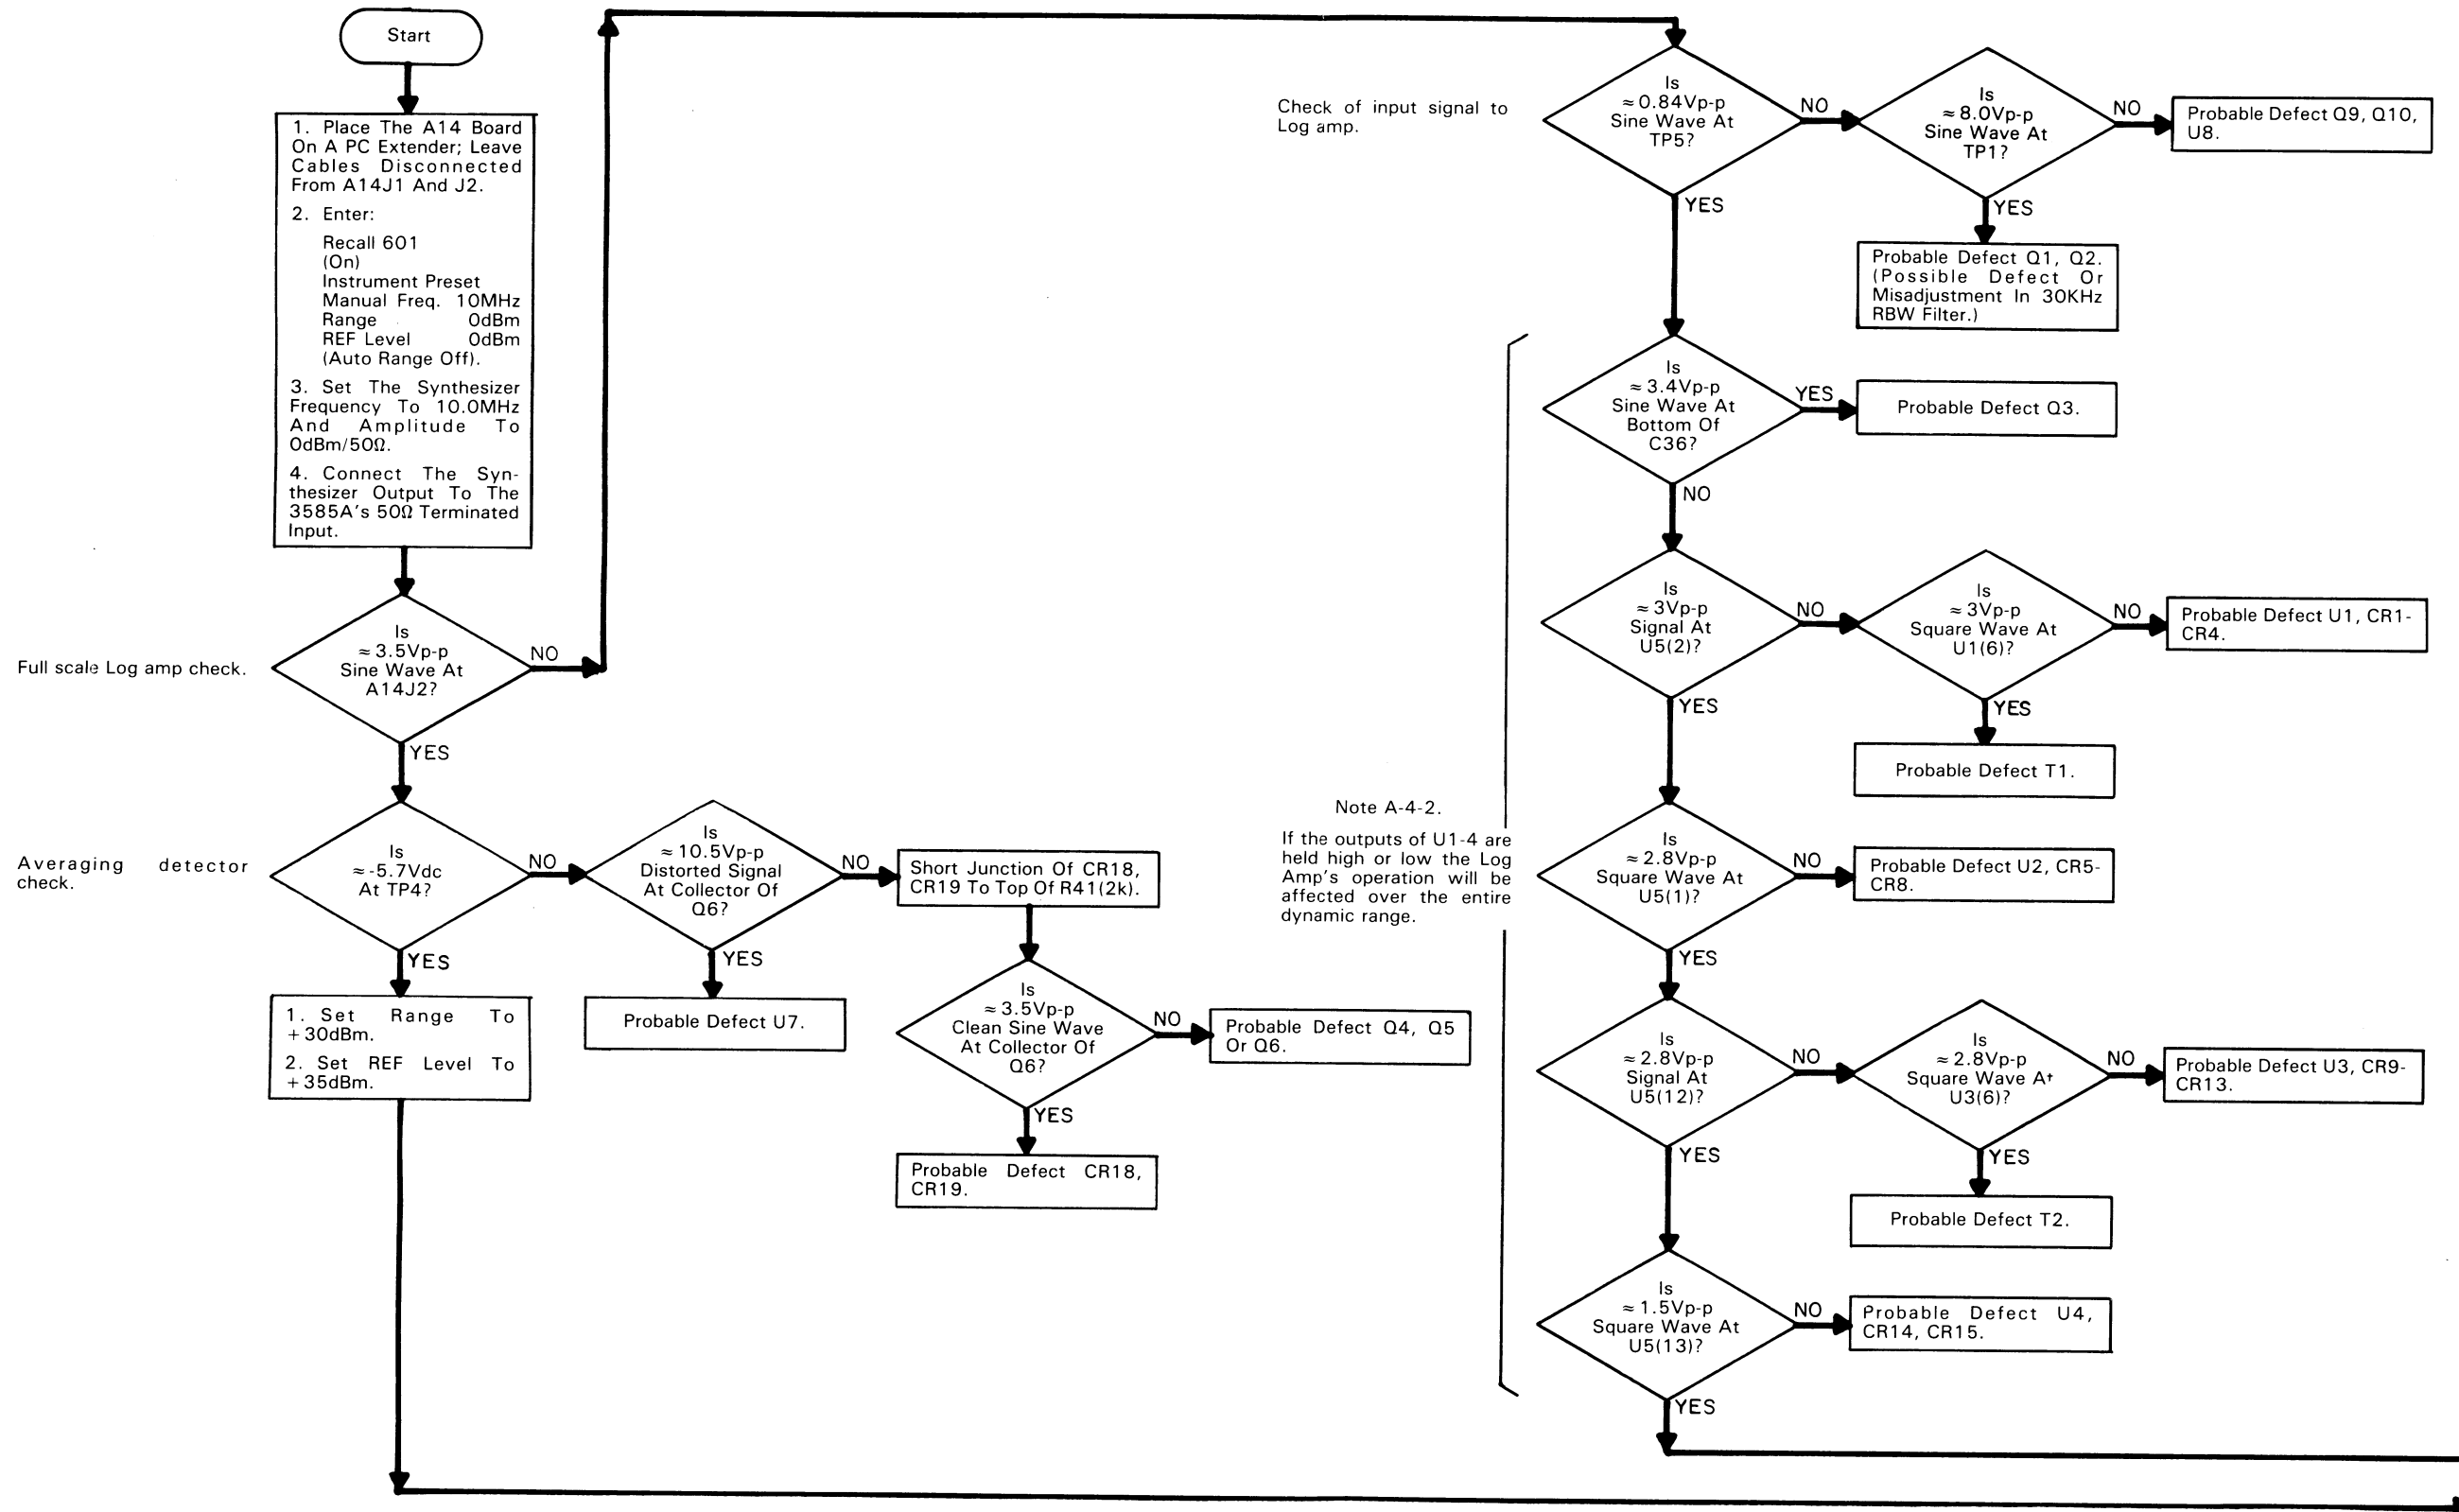 Start
1. Place The A14 Board
On A PC Extender; Leave
Cables Disconnected
From A14J1 And J2.
2. Enter:
Recall 601
(On)
Instrument Preset
Manual Freq. 10MHz
Range 0dBm
REF Level 0dBm
(Auto Range Off).
3. Set The Synthesizer
Frequency To 10.0MHz
And Amplitude To
0dBm/50Ω.
4. Connect The Syn-
thesizer Output To The
3585A's 50Ω Terminated
Input.
Full scale Log amp check.
Is
≈3.5Vp-p
Sine Wave At
A14J2?
NO
YES
Averaging detector
check.
Is
≈-5.7Vdc
At TP4?
NO
YES
Is
≈10.5Vp-p
Distorted Signal
At Collector Of
Q6?
NO
YES
Short Junction Of CR18,
CR19 To Top Of R41(2k).
1. Set Range To
+30dBm.
2. Set REF Level To
+35dBm.
Probable Defect U7.
Is
≈3.5Vp-p
Clean Sine Wave
At Collector Of
Q6?
NO
YES
Probable Defect Q4, Q5
Or Q6.
Probable Defect CR18,
CR19.
Check of input signal to
Log amp.
Is
≈0.84Vp-p
Sine Wave At
TP5?
NO
YES
Is
≈8.0Vp-p
Sine Wave At
TP1?
NO
YES
Probable Defect Q9, Q10,
U8.
Probable Defect Q1, Q2.
(Possible Defect Or
Misadjustment In 30KHz
RBW Filter.)
Is
≈3.4Vp-p
Sine Wave At
Bottom Of
C36?
YES
NO
Probable Defect Q3.
Is
≈3Vp-p
Signal At
U5(2)?
NO
YES
Is
≈3Vp-p
Square Wave At
U1(6)?
NO
YES
Probable Defect U1, CR1-
CR4.
Probable Defect T1.
Note A-4-2.
If the outputs of U1-4 are
held high or low the Log
Amp's operation will be
affected over the entire
dynamic range.
Is
≈2.8Vp-p
Square Wave At
U5(1)?
NO
YES
Probable Defect U2, CR5-
CR8.
Is
≈2.8Vp-p
Signal At
U5(12)?
NO
YES
Is
≈2.8Vp-p
Square Wave At
U3(6)?
NO
YES
Probable Defect U3, CR9-
CR13.
Probable Defect T2.
Is
≈1.5Vp-p
Square Wave At
U5(13)?
NO
YES
Probable Defect U4,
CR14, CR15.